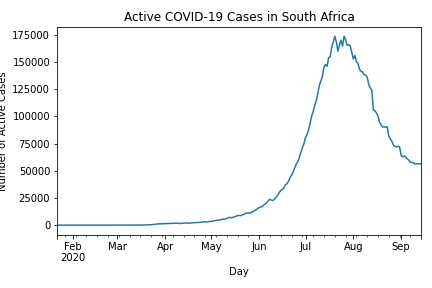 Active COVID-19 Cases in South Africa
Number of Active Cases
175000
150000
125000
100000
75000
50000
25000
0
Feb Mar Apr May Jun Jul Aug Sep
2020
Day